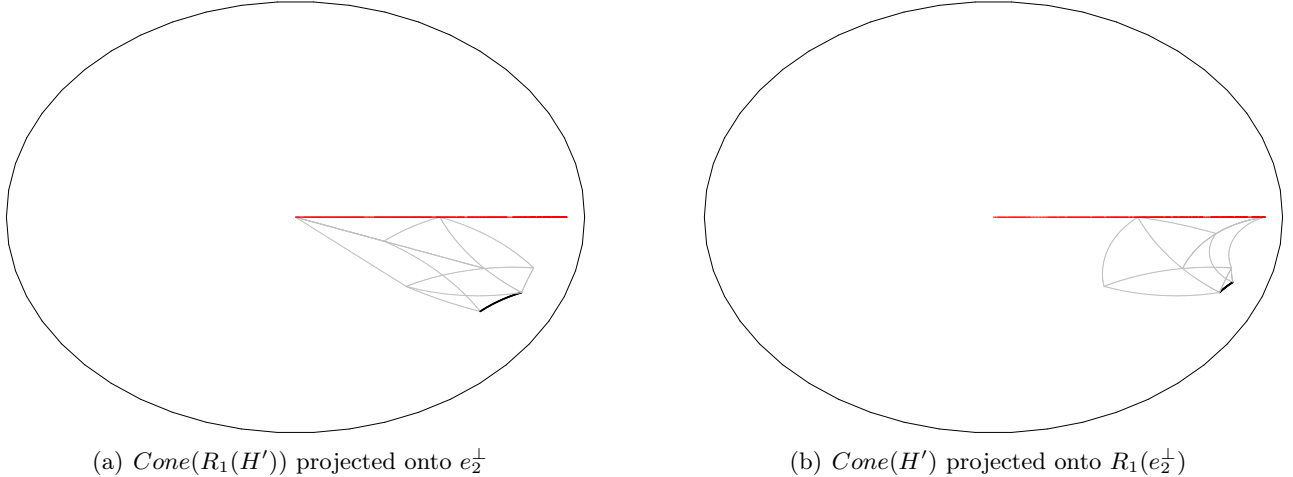 (a) Cone(R₁(H′)) projected onto e₂^⊥
(b) Cone(H′) projected onto R₁(e₂^⊥)